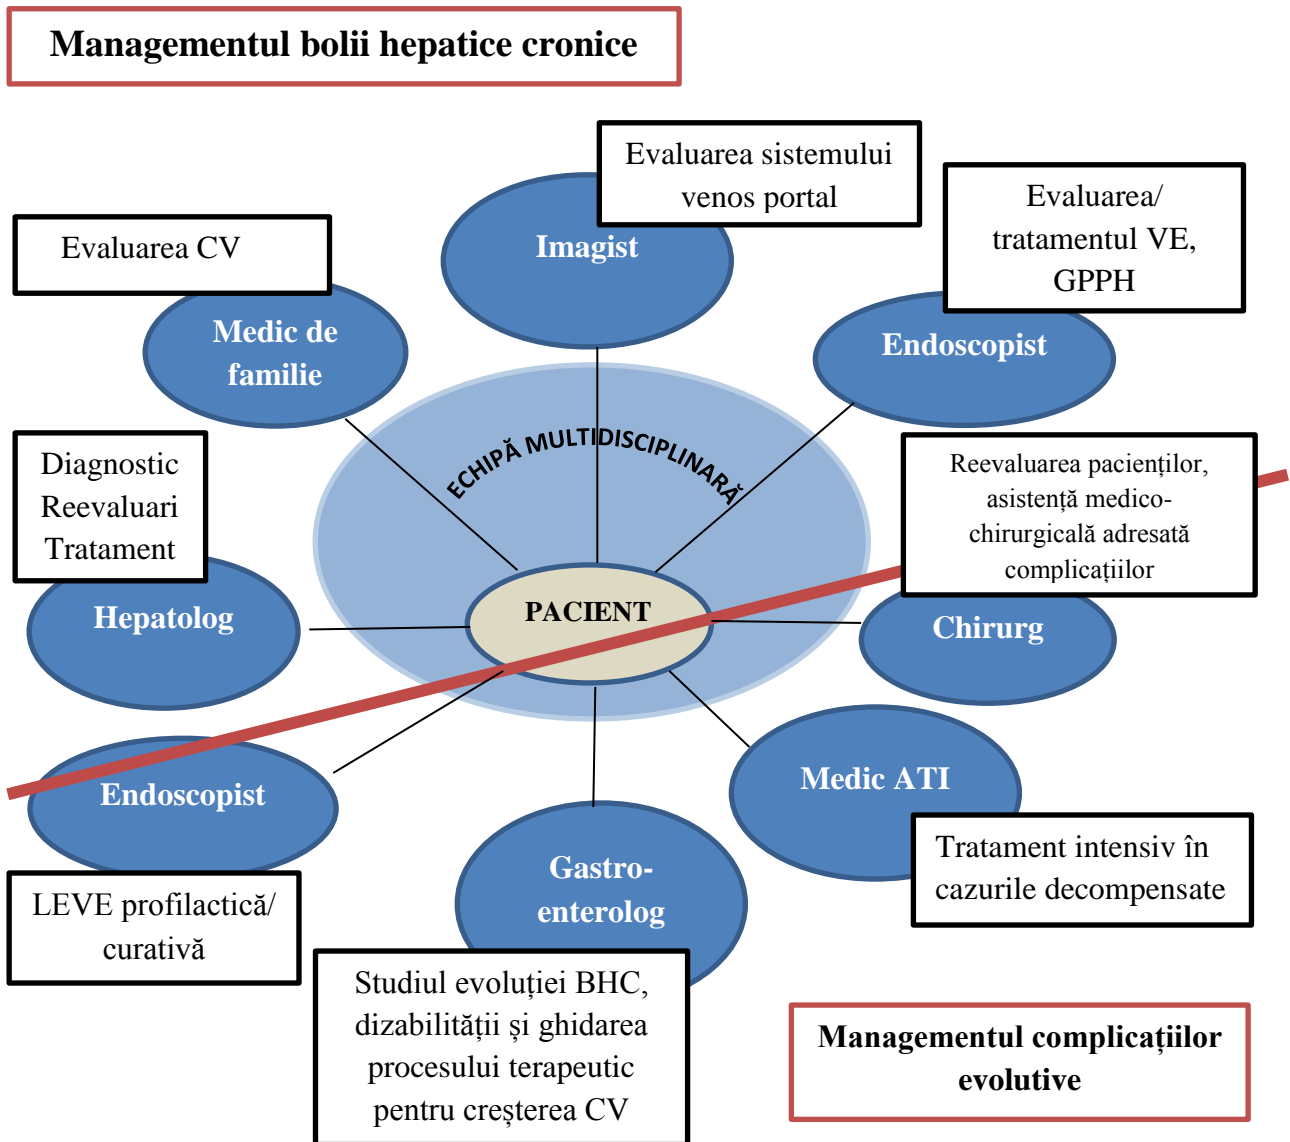 Managementul bolii hepatice cronice
Evaluarea sistemului
venos portal
Evaluarea/
tratamentul VE,
GPPH
Evaluarea CV
Imagist
Medic de
familie
Endoscopist
ECHIPĂ MULTIDISCIPLINARĂ
Diagnostic
Reevaluari
Tratament
Reevaluarea pacienților,
asistență medico-
chirurgicală adresată
complicațiilor
Hepatolog
PACIENT
Chirurg
Endoscopist
Medic ATI
LEVE profilactică/
curativă
Gastro-
enterolog
Tratament intensiv în
cazurile decompensate
Studiul evoluției BHC,
dizabilității și ghidarea
procesului terapeutic
pentru creșterea CV
Managementul complicațiilor
evolutive